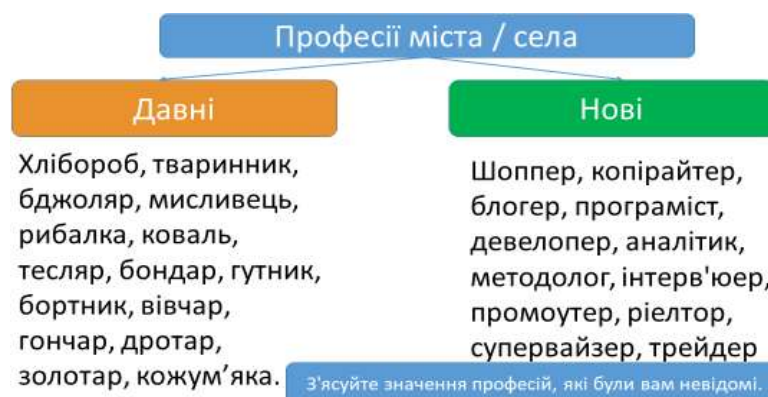 Професії міста / села
Давні
Хлібороб, тваринник,
бджоляр, мисливець,
рибалка, коваль,
тесляр, бондар, гутник,
бортник, вівчар,
гончар, дротар,
золотар, кожум’яка.
Нові
Шоппер, копірайтер,
блогер, програміст,
девелопер, аналітик,
методолог, інтерв'юер,
промоутер, ріелтор,
супервайзер, трейдер
З'ясуйте значення професій, які були вам невідомі.